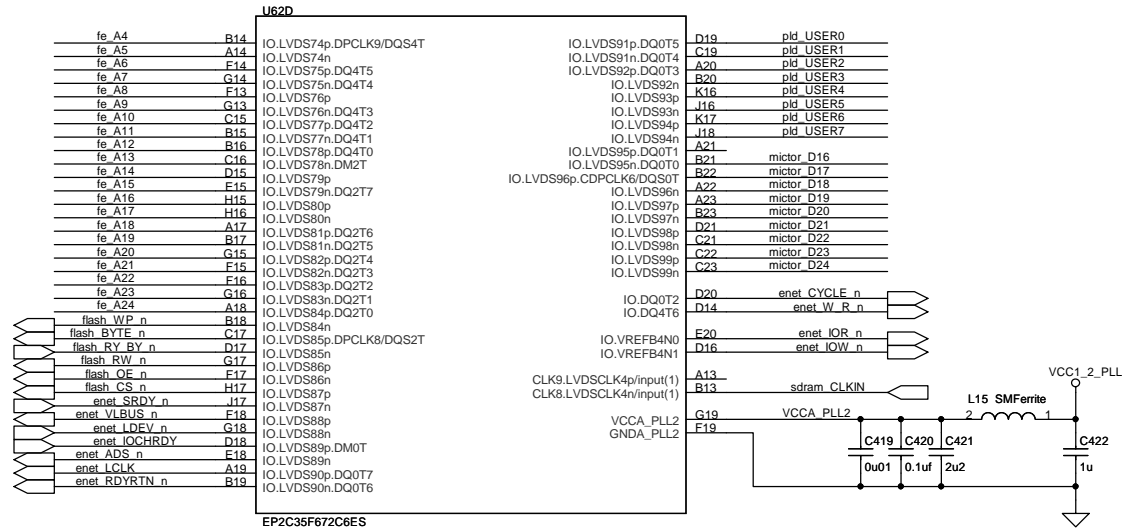 U62D
fe_A4 B14 IO.LVDS74p.DPCLK9/DQS4T
fe_A5 A14 IO.LVDS74n
fe_A6 F14 IO.LVDS75p.DQ4T5
fe_A7 G14 IO.LVDS75n.DQ4T4
fe_A8 F13 IO.LVDS76p
fe_A9 G13 IO.LVDS76n.DQ4T3
fe_A10 C15 IO.LVDS77p.DQ4T2
fe_A11 B15 IO.LVDS77n.DQ4T1
fe_A12 B16 IO.LVDS78p.DQ4T0
fe_A13 C16 IO.LVDS78n.DM2T
fe_A14 D15 IO.LVDS79p
fe_A15 E15 IO.LVDS79n.DQ2T7
fe_A16 H15 IO.LVDS80p
fe_A17 H16 IO.LVDS80n
fe_A18 A17 IO.LVDS81p.DQ2T6
fe_A19 B17 IO.LVDS81n.DQ2T5
fe_A20 G15 IO.LVDS82p.DQ2T4
fe_A21 F15 IO.LVDS82n.DQ2T3
fe_A22 F16 IO.LVDS83p.DQ2T2
fe_A23 G16 IO.LVDS83n.DQ2T1
fe_A24 A18 IO.LVDS84p.DQ2T0
flash_WP_n B18 IO.LVDS84n
flash_BYTE_n C17 IO.LVDS85p.DPCLK8/DQS2T
flash_RY_BY_n D17 IO.LVDS85n
flash_RW_n G17 IO.LVDS86p
flash_OE_n F17 IO.LVDS86n
flash_CS_n H17 IO.LVDS87p
enet_SRDY_n J17 IO.LVDS87n
enet_VLBUS_n F18 IO.LVDS88p
enet_LDEV_n G18 IO.LVDS88n
enet_IOCHRDY D18 IO.LVDS89p.DM0T
enet_ADS_n E18 IO.LVDS89n
enet_LCLK A19 IO.LVDS90p.DQ0T7
enet_RDYRTN_n B19 IO.LVDS90n.DQ0T6
IO.LVDS91p.DQ0T5 D19 pld_USER0
IO.LVDS91n.DQ0T4 C19 pld_USER1
IO.LVDS92p.DQ0T3 A20 pld_USER2
IO.LVDS92n B20 pld_USER3
IO.LVDS93p K16 pld_USER4
IO.LVDS93n J16 pld_USER5
IO.LVDS94p K17 pld_USER6
IO.LVDS94n J18 pld_USER7
IO.LVDS95p.DQ0T1 A21
IO.LVDS95n.DQ0T0 B21 mictor_D16
IO.LVDS96p.CDPCLK6/DQS0T B22 mictor_D17
IO.LVDS96n A22 mictor_D18
IO.LVDS97p A23 mictor_D19
IO.LVDS97n B23 mictor_D20
IO.LVDS98p D21 mictor_D21
IO.LVDS98n C21 mictor_D22
IO.LVDS99p C22 mictor_D23
IO.LVDS99n C23 mictor_D24
IO.DQ0T2 D20 enet_CYCLE_n
IO.DQ4T6 D14 enet_W_R_n
IO.VREFB4N0 E20 enet_IOR_n
IO.VREFB4N1 D16 enet_IOW_n
CLK9.LVDSCLK4p/input(1) A13
CLK8.LVDSCLK4n/input(1) B13 sdram_CLKIN
VCCA_PLL2 G19 VCCA_PLL2
GNDA_PLL2 F19
VCC1_2_PLL
L15 SMFerrite
2 1
C419 C420 C421 C422
0u01 0.1uf 2u2 1u
EP2C35F672C6ES